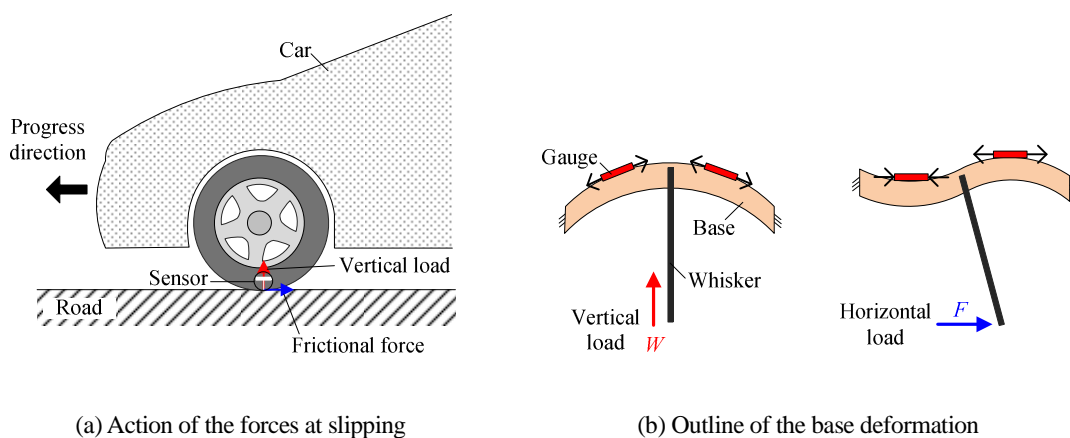 Car
Progress
direction
Sensor
Vertical load
Road
Frictional force
Gauge
Base
Whisker
Vertical
load
W
Horizontal
load
F
(a) Action of the forces at slipping
(b) Outline of the base deformation